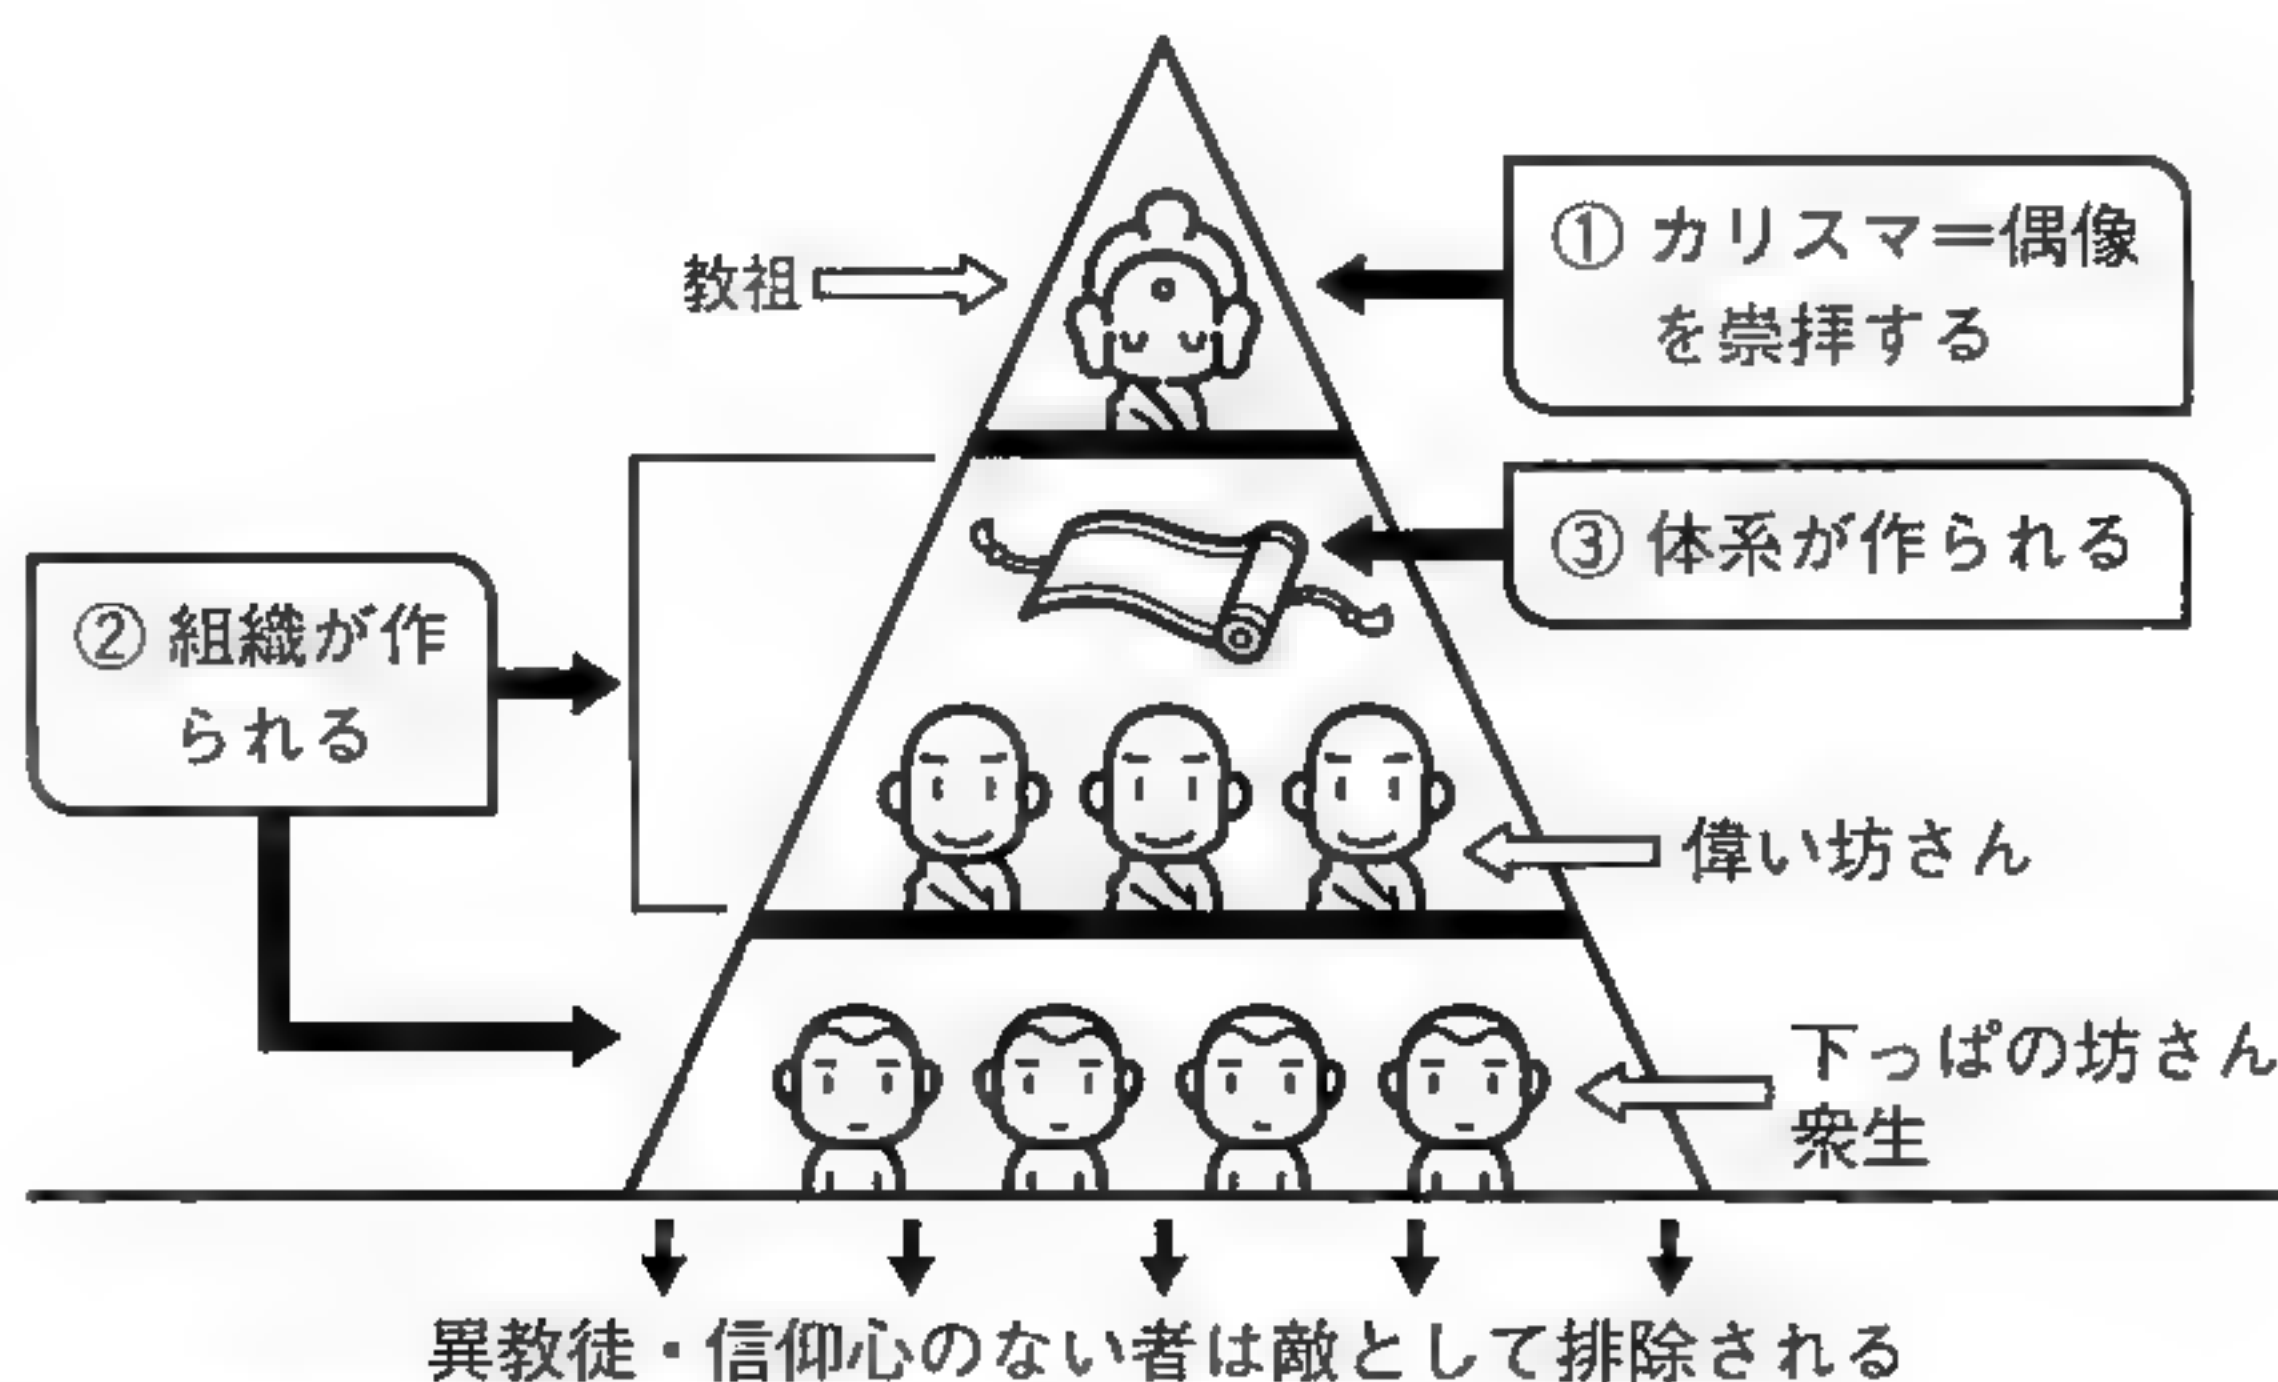 教祖
① カリスマ＝偶像
を崇拝する
③ 体系が作られる
② 組織が作
られる
偉い坊さん
下っぱの坊さん
衆生
異教徒・信仰心のない者は敵として排除される